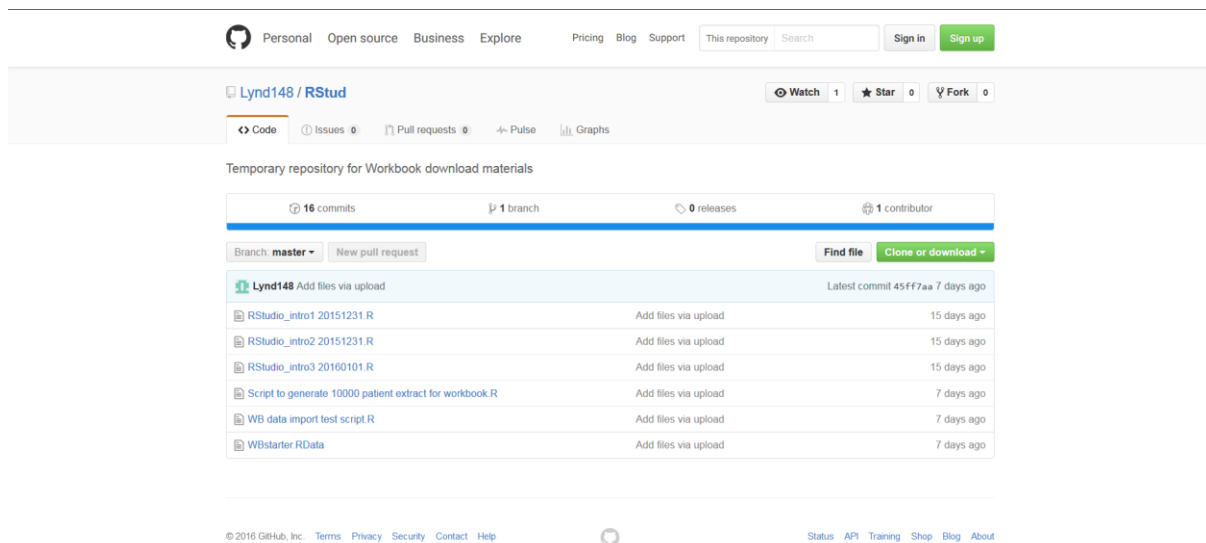 Personal Open source Business Explore Pricing Blog Support This repository Search Sign in Sign up
Lynd148 / RStud Watch 1 Star 0 Fork 0
Code Issues 0 Pull requests 0 Pulse Graphs
Temporary repository for Workbook download materials
16 commits 1 branch 0 releases 1 contributor
Branch: master New pull request Find file Clone or download
Lynd148 Add files via upload Latest commit 45ff7aa 7 days ago
RStudio_intro1 20151231.R Add files via upload 15 days ago
RStudio_intro2 20151231.R Add files via upload 15 days ago
RStudio_intro3 20160101.R Add files via upload 15 days ago
Script to generate 10000 patient extract for workbook.R Add files via upload 7 days ago
WB data import test script.R Add files via upload 7 days ago
WBstarter.RData Add files via upload 7 days ago
© 2016 GitHub, Inc. Terms Privacy Security Contact Help Status API Training Shop Blog About